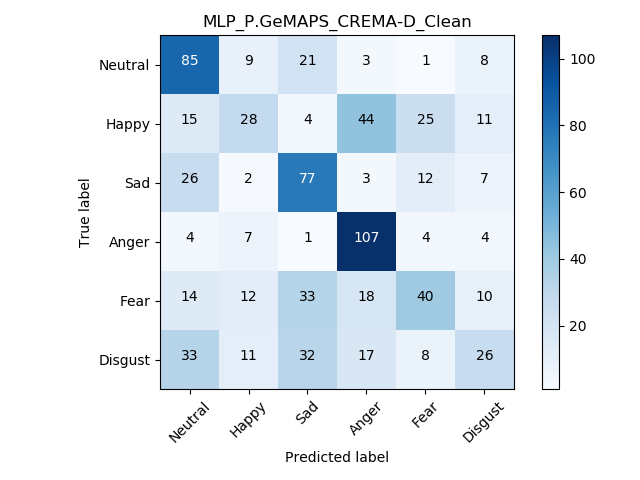 MLP_P.GeMAPS_CREMA-D_Clean
Neutral 85 9 21 3 1 8
Happy 15 28 4 44 25 11
Sad 26 2 77 3 12 7
Anger 4 7 1 107 4 4
Fear 14 12 33 18 40 10
Disgust 33 11 32 17 8 26
True label
Neutral Happy Sad Anger Fear Disgust
Predicted label
100
80
60
40
20